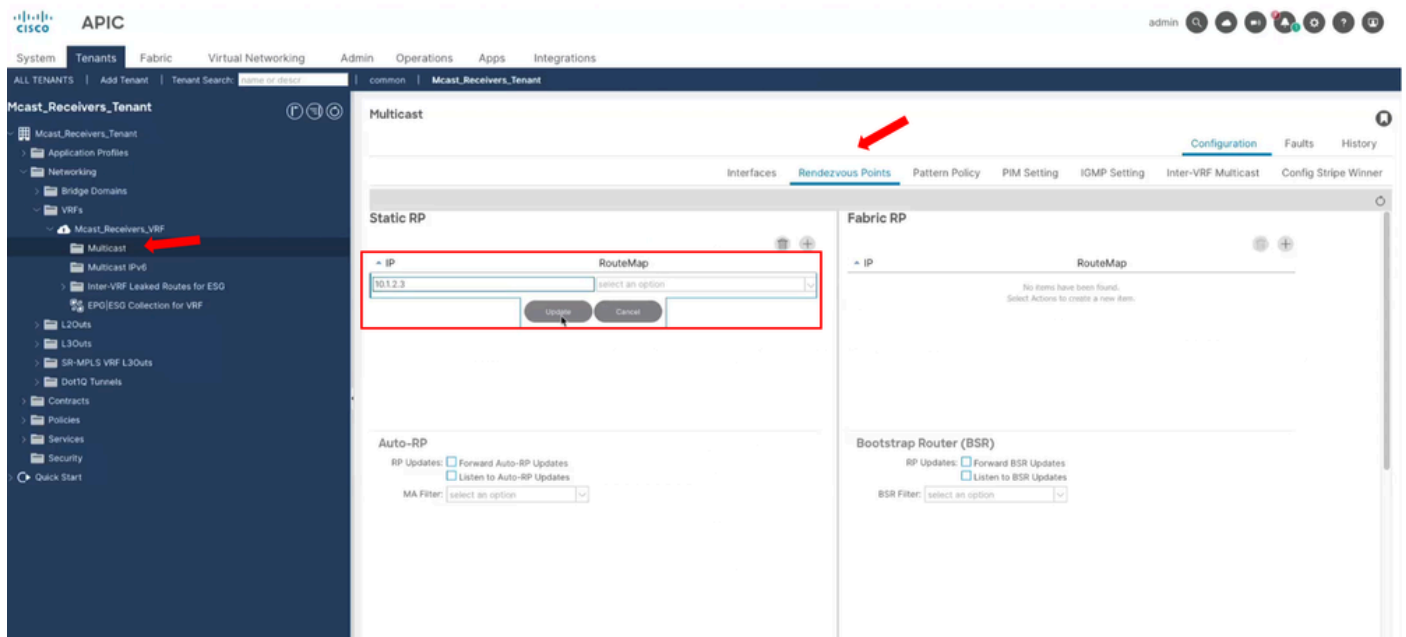 CISCO APIC admin
System Tenants Fabric Virtual Networking Admin Operations Apps Integrations
ALL TENANTS | Add Tenant | Tenant Search: name or descr | common | Mcast_Receivers_Tenant
Mcast_Receivers_Tenant
Mcast_Receivers_Tenant
Application Profiles
Networking
Bridge Domains
VRFs
Mcast_Receivers_VRF
Multicast
Multicast IPv6
Inter-VRF Leaked Routes for ESG
EPG|ESG Collection for VRF
L2Outs
L3Outs
SR-MPLS VRF L3Outs
Dot1Q Tunnels
Contracts
Policies
Services
Security
Quick Start
Multicast
Configuration Faults History
Interfaces Rendezvous Points Pattern Policy PIM Setting IGMP Setting Inter-VRF Multicast Config Stripe Winner
Static RP
IP RouteMap
10.1.2.3 select an option
Update Cancel
Fabric RP
IP RouteMap
No items have been found.
Select Actions to create a new item.
Auto-RP
RP Updates: Forward Auto-RP Updates
Listen to Auto-RP Updates
MA Filter: select an option
Bootstrap Router (BSR)
RP Updates: Forward BSR Updates
Listen to BSR Updates
BSR Filter: select an option